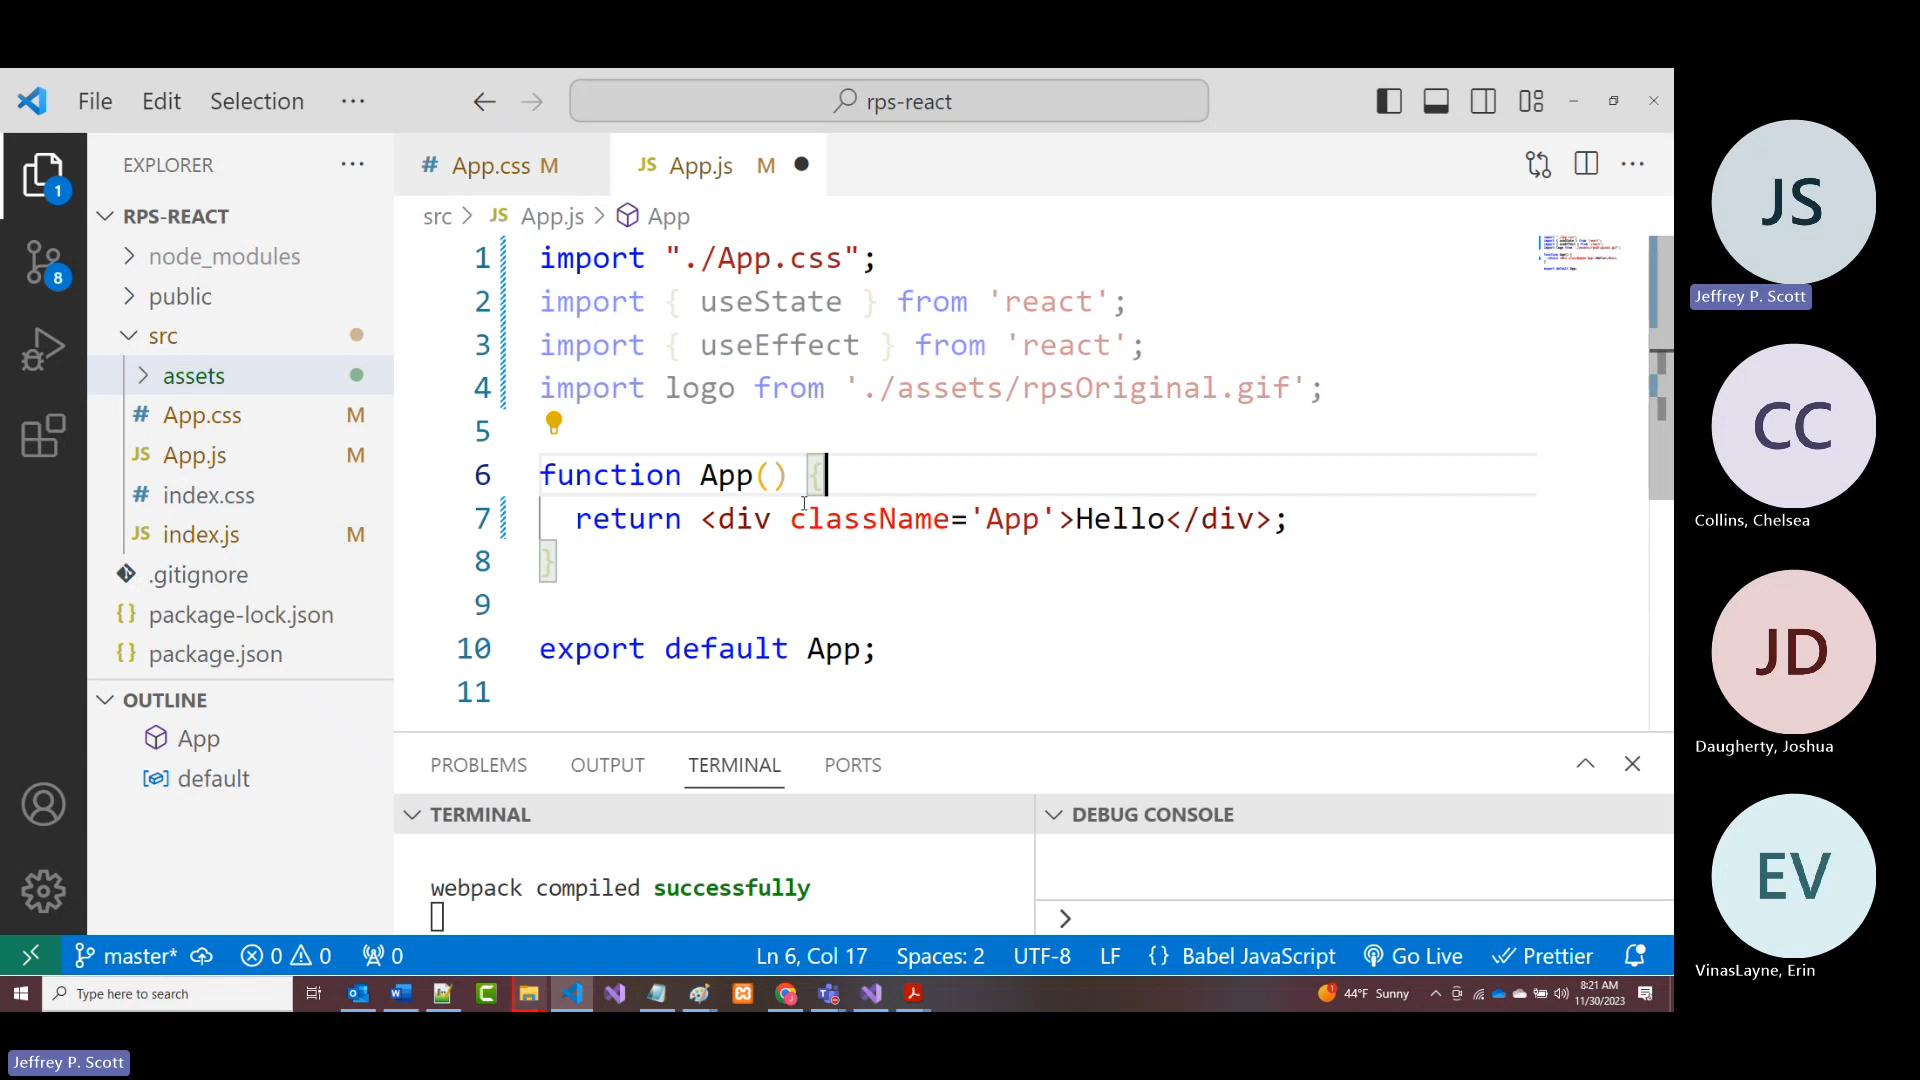 File Edit Selection ··· rps-react
EXPLORER ···
1
8
RPS-REACT
node_modules
public
src
assets
# App.css M
JS App.js M
# index.css
JS index.js M
.gitignore
{} package-lock.json
{} package.json
OUTLINE
App
default
# App.css M
JS App.js M
src > JS App.js > App
1 import "./App.css";
2 import { useState } from 'react';
3 import { useEffect } from 'react';
4 import logo from './assets/rpsOriginal.gif';
5
6 function App() {
7 return <div className='App'>Hello</div>;
8 }
9
10 export default App;
11
PROBLEMS OUTPUT TERMINAL PORTS
TERMINAL
webpack compiled successfully
DEBUG CONSOLE
>
master* 0 0 0 Ln 6, Col 17 Spaces: 2 UTF-8 LF {} Babel JavaScript Go Live Prettier
Type here to search
44°F Sunny
8:21 AM
11/30/2023
JS
Jeffrey P. Scott
CC
Collins, Chelsea
JD
Daugherty, Joshua
EV
VinasLayne, Erin
Jeffrey P. Scott